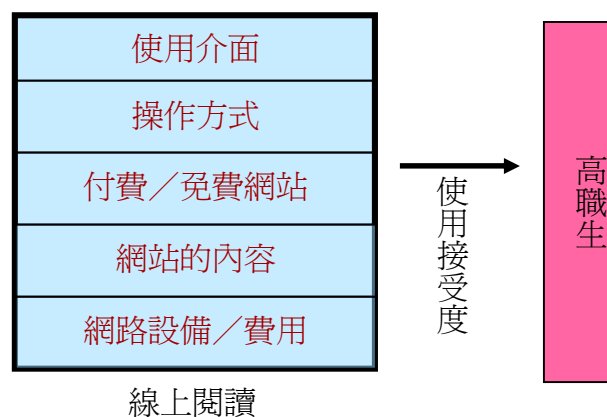 使用介面
操作方式
付費／免費網站
網站的內容
網路設備／費用
線上閱讀
使用接受度
高職生